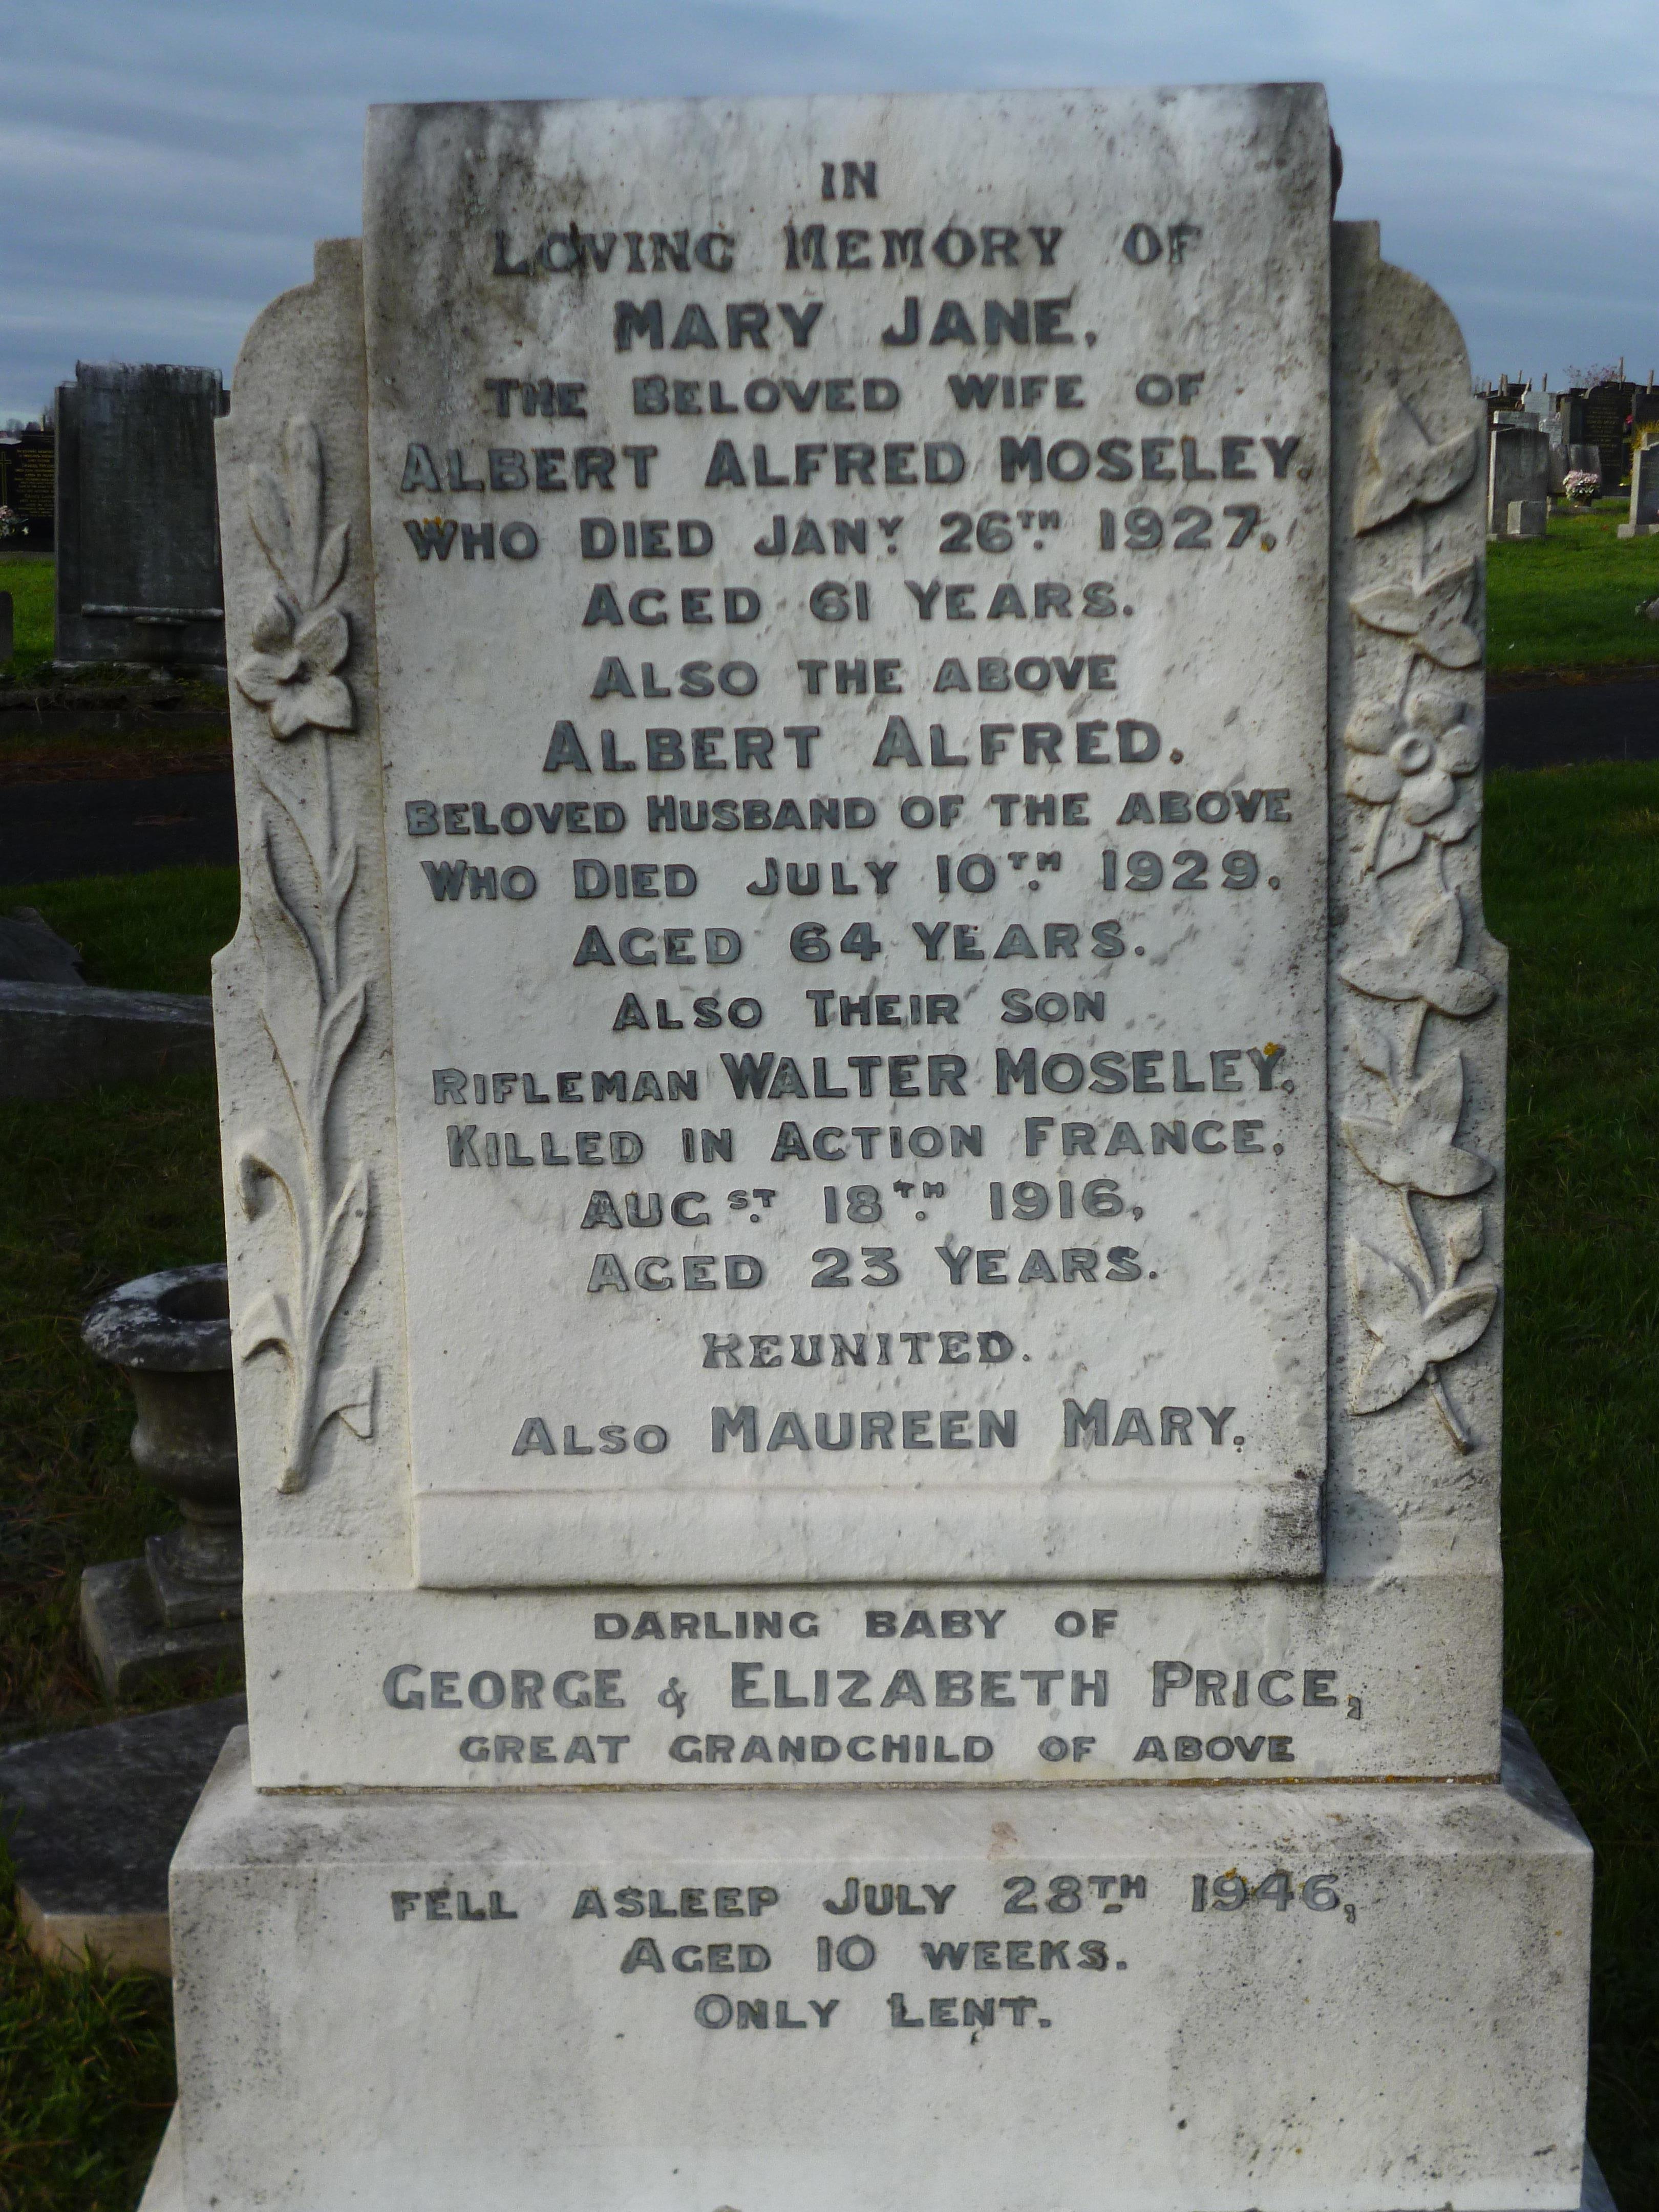 IN
LOVING MEMORY OF
MARY JANE,
THE BELOVED WIFE OF
ALBERT ALFRED MOSELEY,
WHO DIED JANY. 26TH. 1927,
AGED 61 YEARS.
ALSO THE ABOVE
ALBERT ALFRED,
BELOVED HUSBAND OF THE ABOVE
WHO DIED JULY 10TH. 1929,
AGED 64 YEARS.
ALSO THEIR SON
RIFLEMAN WALTER MOSELEY,
KILLED IN ACTION FRANCE,
AUGST. 18TH. 1916,
AGED 23 YEARS.
REUNITED.
ALSO MAUREEN MARY,
DARLING BABY OF
GEORGE & ELIZABETH PRICE,
GREAT GRANDCHILD OF ABOVE
FELL ASLEEP JULY 28TH. 1946,
AGED 10 WEEKS.
ONLY LENT.